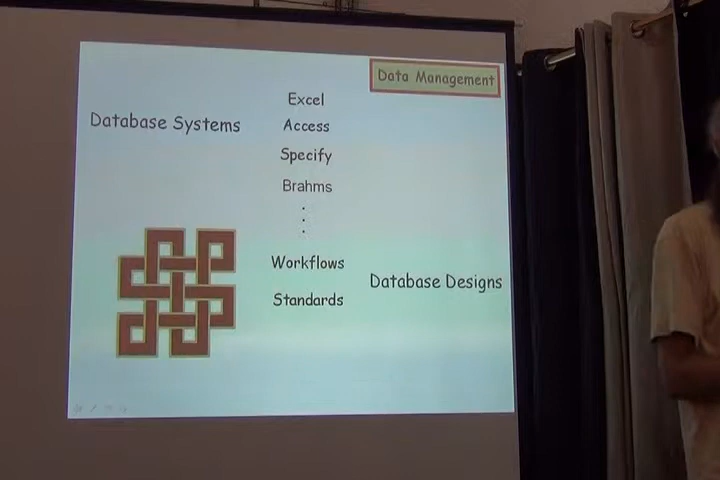 Data Management
Excel
Database Systems
Access
Specify
Brahms
Workflows
Database Designs
Standards